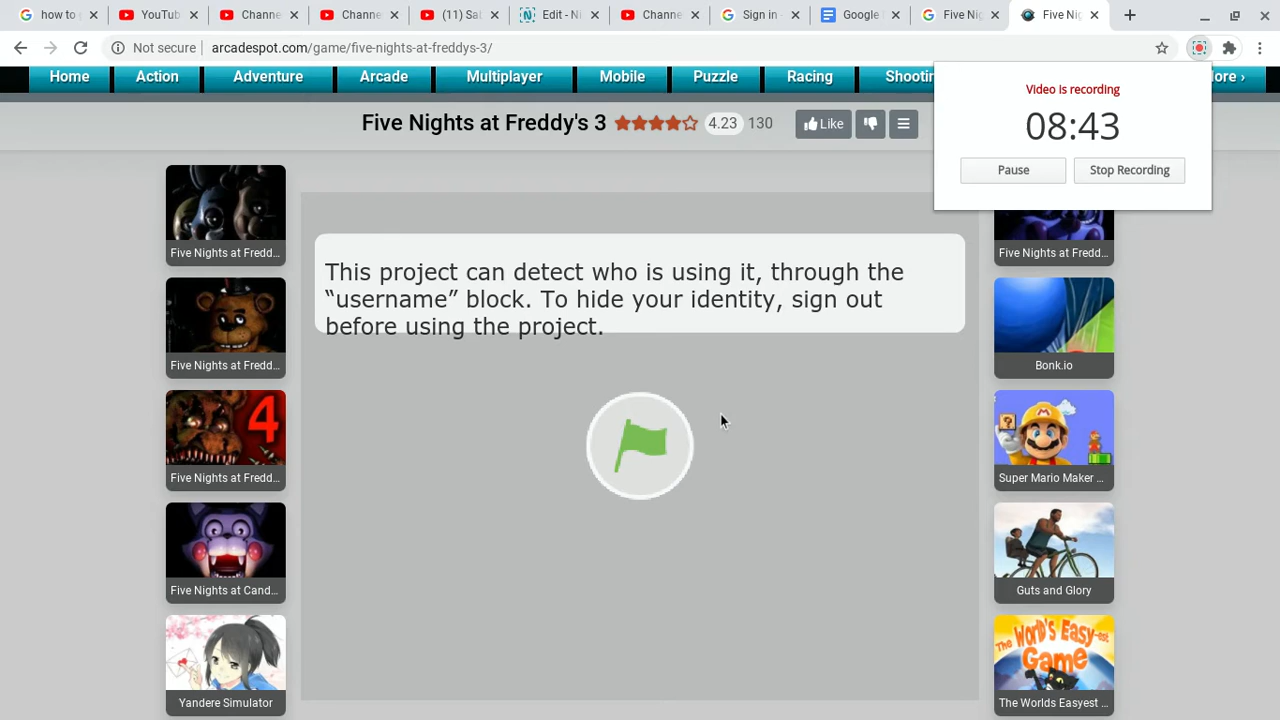 how to g
YouTub
Channe
Channe
(11) Sa
Edit - Ni
Channe
Sign in -
Google
Five Nig
Five Nig
Not secure
arcadespot.com/game/five-nights-at-freddys-3/
Home
Action
Adventure
Arcade
Multiplayer
Mobile
Puzzle
Racing
Shootin
ore ›
Video is recording
08:43
Pause
Stop Recording
Five Nights at Freddy's 3
4.23
130
Like
Five Nights at Fredd...
Five Nights at Fredd...
4
Five Nights at Fredd...
Five Nights at Cand...
Yandere Simulator
This project can detect who is using it, through the
“username” block. To hide your identity, sign out
before using the project.
Five Nights at Fredd...
Bonk.io
Super Mario Maker ...
Guts and Glory
THE WORLD'S EASY-est
GAME
The Worlds Easyest ...